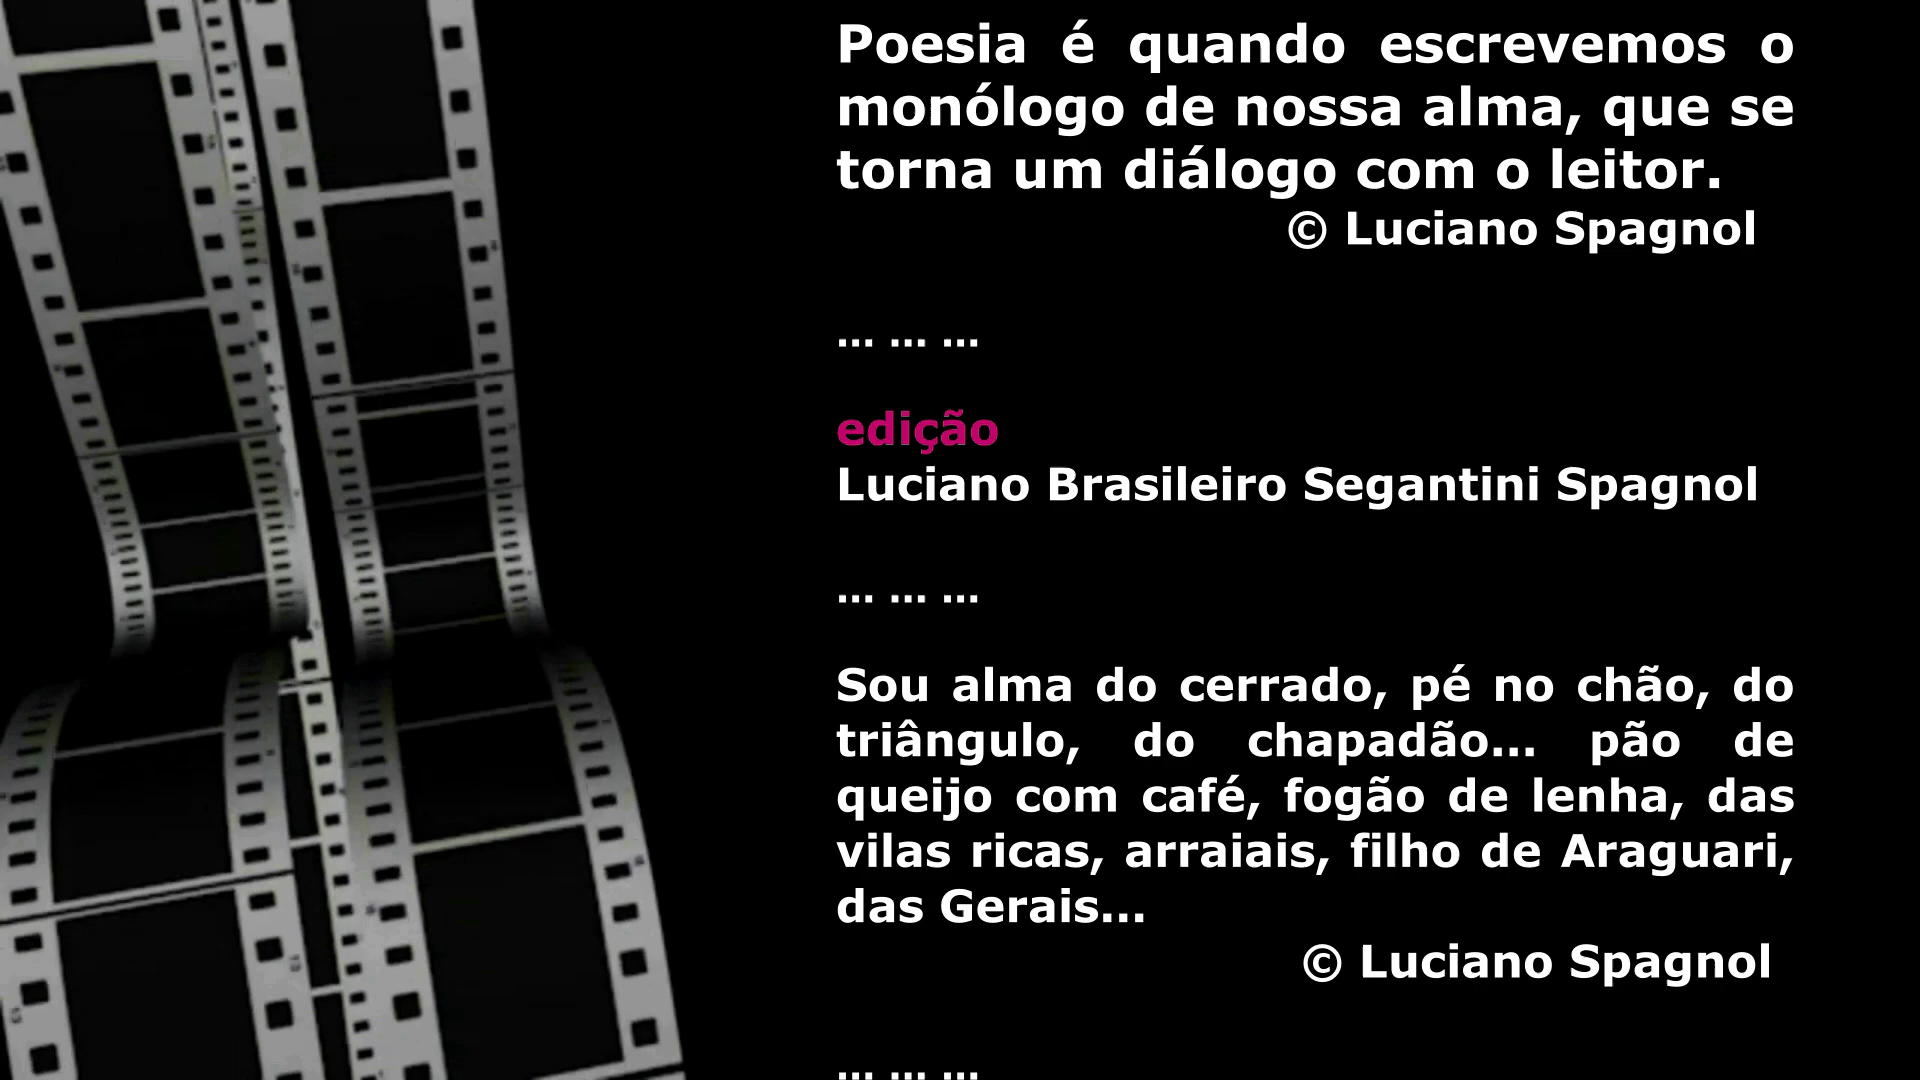 Poesia é quando escrevemos o
monólogo de nossa alma, que se
torna um diálogo com o leitor.
© Luciano Spagnol
... ... ...
edição
Luciano Brasileiro Segantini Spagnol
... ... ...
Sou alma do cerrado, pé no chão, do
triângulo, do chapadão... pão de
queijo com café, fogão de lenha, das
vilas ricas, arraiais, filho de Araguari,
das Gerais...
© Luciano Spagnol
... ... ...